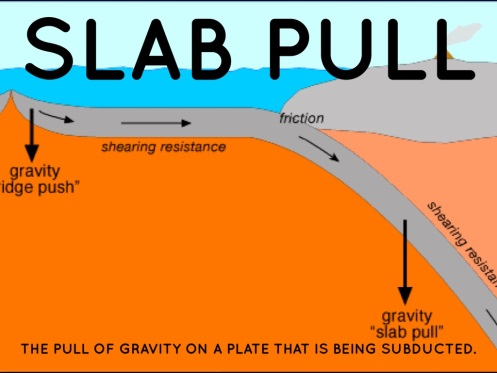 SLAB PULL
friction
shearing resistance
gravity
idge push"
shearing resistan
gravity
"slab pull"
THE PULL OF GRAVITY ON A PLATE THAT IS BEING SUBDUCTED.